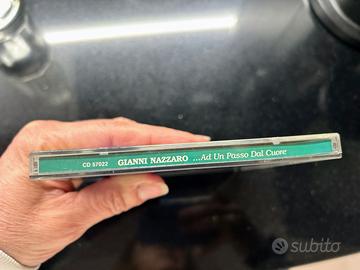 CD 57022 GIANNI NAZZARO ...Ad Un Passo Dal Cuore
subito